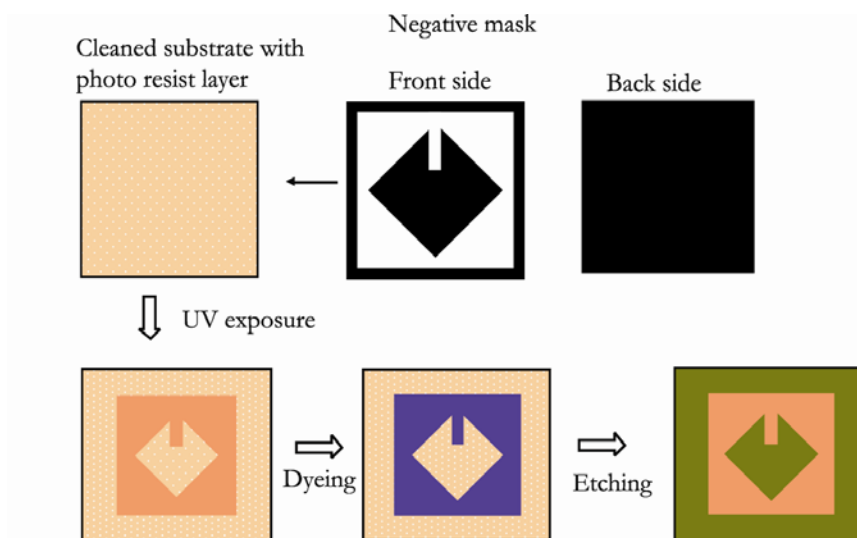 Negative mask
Cleaned substrate with
photo resist layer
Front side
Back side
UV exposure
Dyeing
Etching